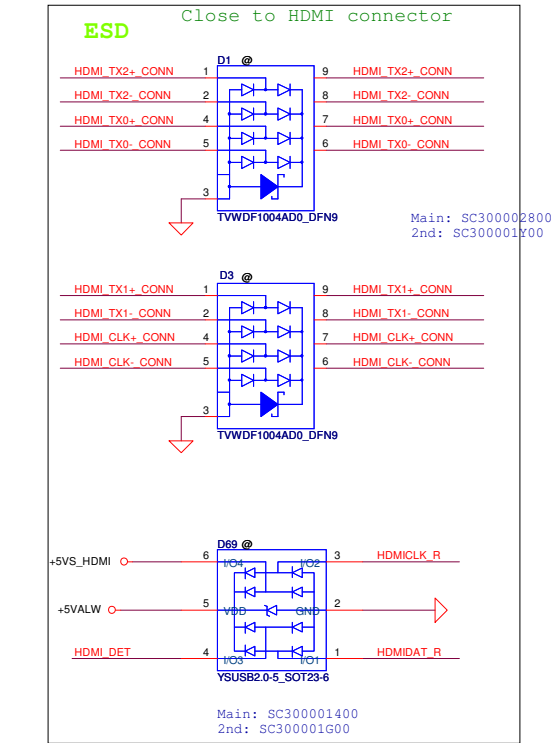 Close to HDMI connector
ESD
D1 @
HDMI_TX2+_CONN 1 9 HDMI_TX2+_CONN
HDMI_TX2-_CONN 2 8 HDMI_TX2-_CONN
HDMI_TX0+_CONN 4 7 HDMI_TX0+_CONN
HDMI_TX0-_CONN 5 6 HDMI_TX0-_CONN
3
TVWDF1004AD0_DFN9
Main: SC300002800
2nd: SC300001Y00
D3 @
HDMI_TX1+_CONN 1 9 HDMI_TX1+_CONN
HDMI_TX1-_CONN 2 8 HDMI_TX1-_CONN
HDMI_CLK+_CONN 4 7 HDMI_CLK+_CONN
HDMI_CLK-_CONN 5 6 HDMI_CLK-_CONN
3
TVWDF1004AD0_DFN9
D69 @
+5VS_HDMI 6 I/O4 I/O2 3 HDMICLK_R
+5VALW 5 VDD GND 2
HDMI_DET 4 I/O3 I/O1 1 HDMIDAT_R
YSUSB2.0-5_SOT23-6
Main: SC300001400
2nd: SC300001G00